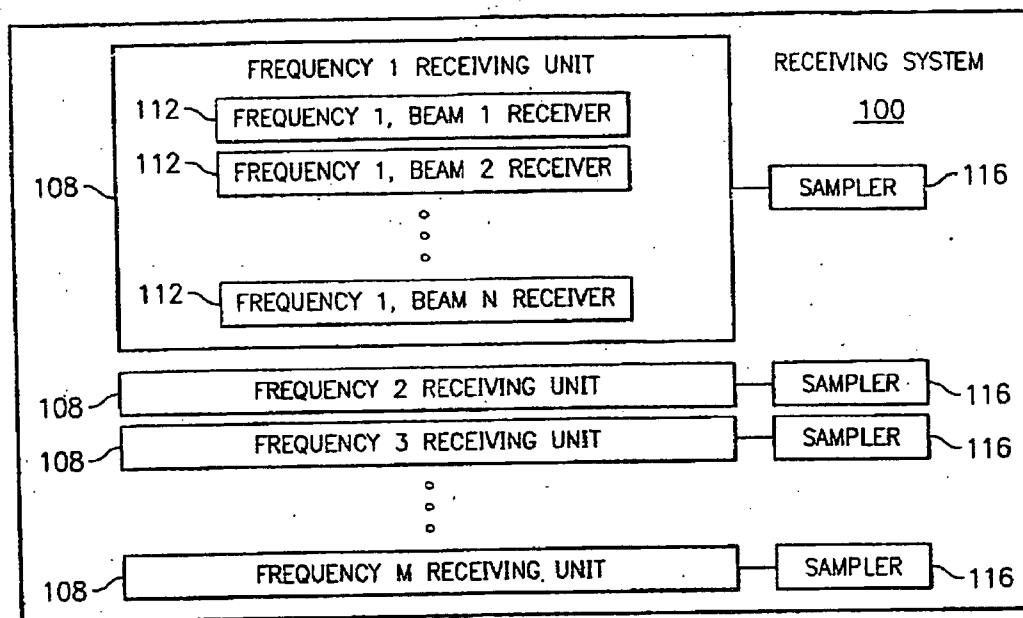 FREQUENCY 1 RECEIVING UNIT
RECEIVING SYSTEM
100
112
FREQUENCY 1, BEAM 1 RECEIVER
112
FREQUENCY 1, BEAM 2 RECEIVER
108
SAMPLER
116
112
FREQUENCY 1, BEAM N RECEIVER
108
FREQUENCY 2 RECEIVING UNIT
SAMPLER
116
108
FREQUENCY 3 RECEIVING UNIT
SAMPLER
116
108
FREQUENCY M RECEIVING UNIT
SAMPLER
116